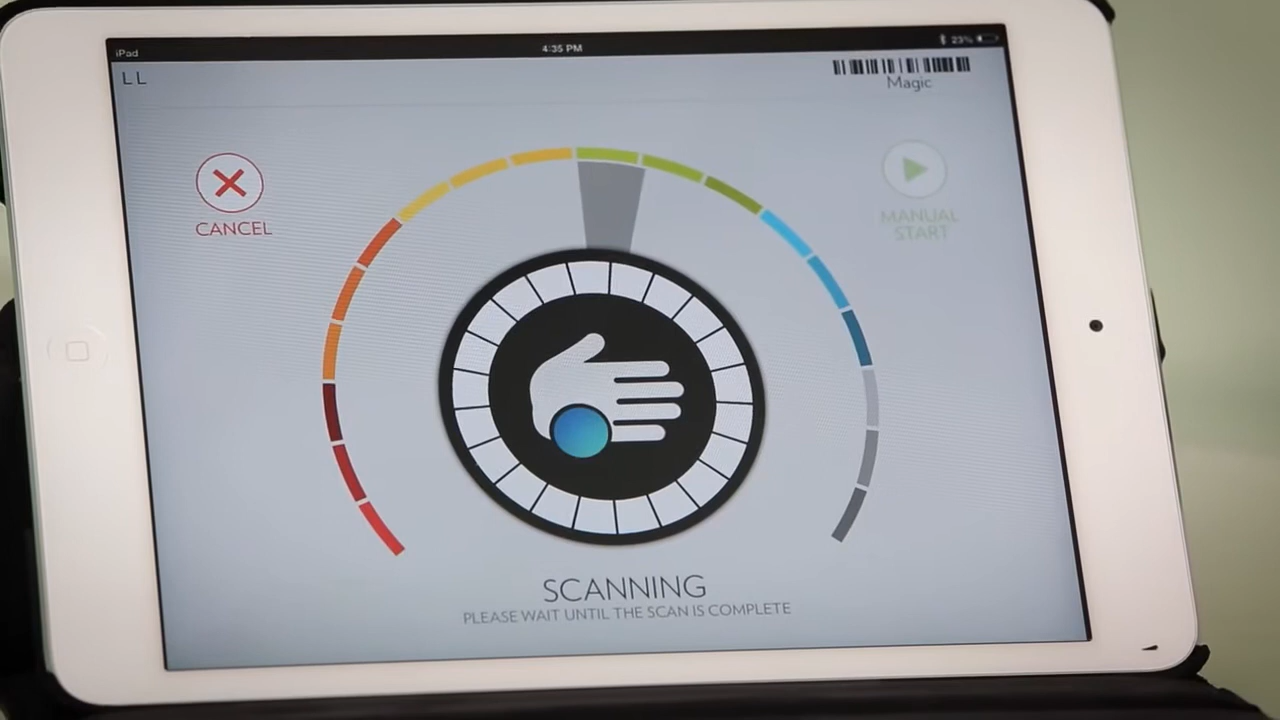 iPad
4:35 PM
23%
LL
Magic
CANCEL
MANUAL
START
SCANNING
PLEASE WAIT UNTIL THE SCAN IS COMPLETE